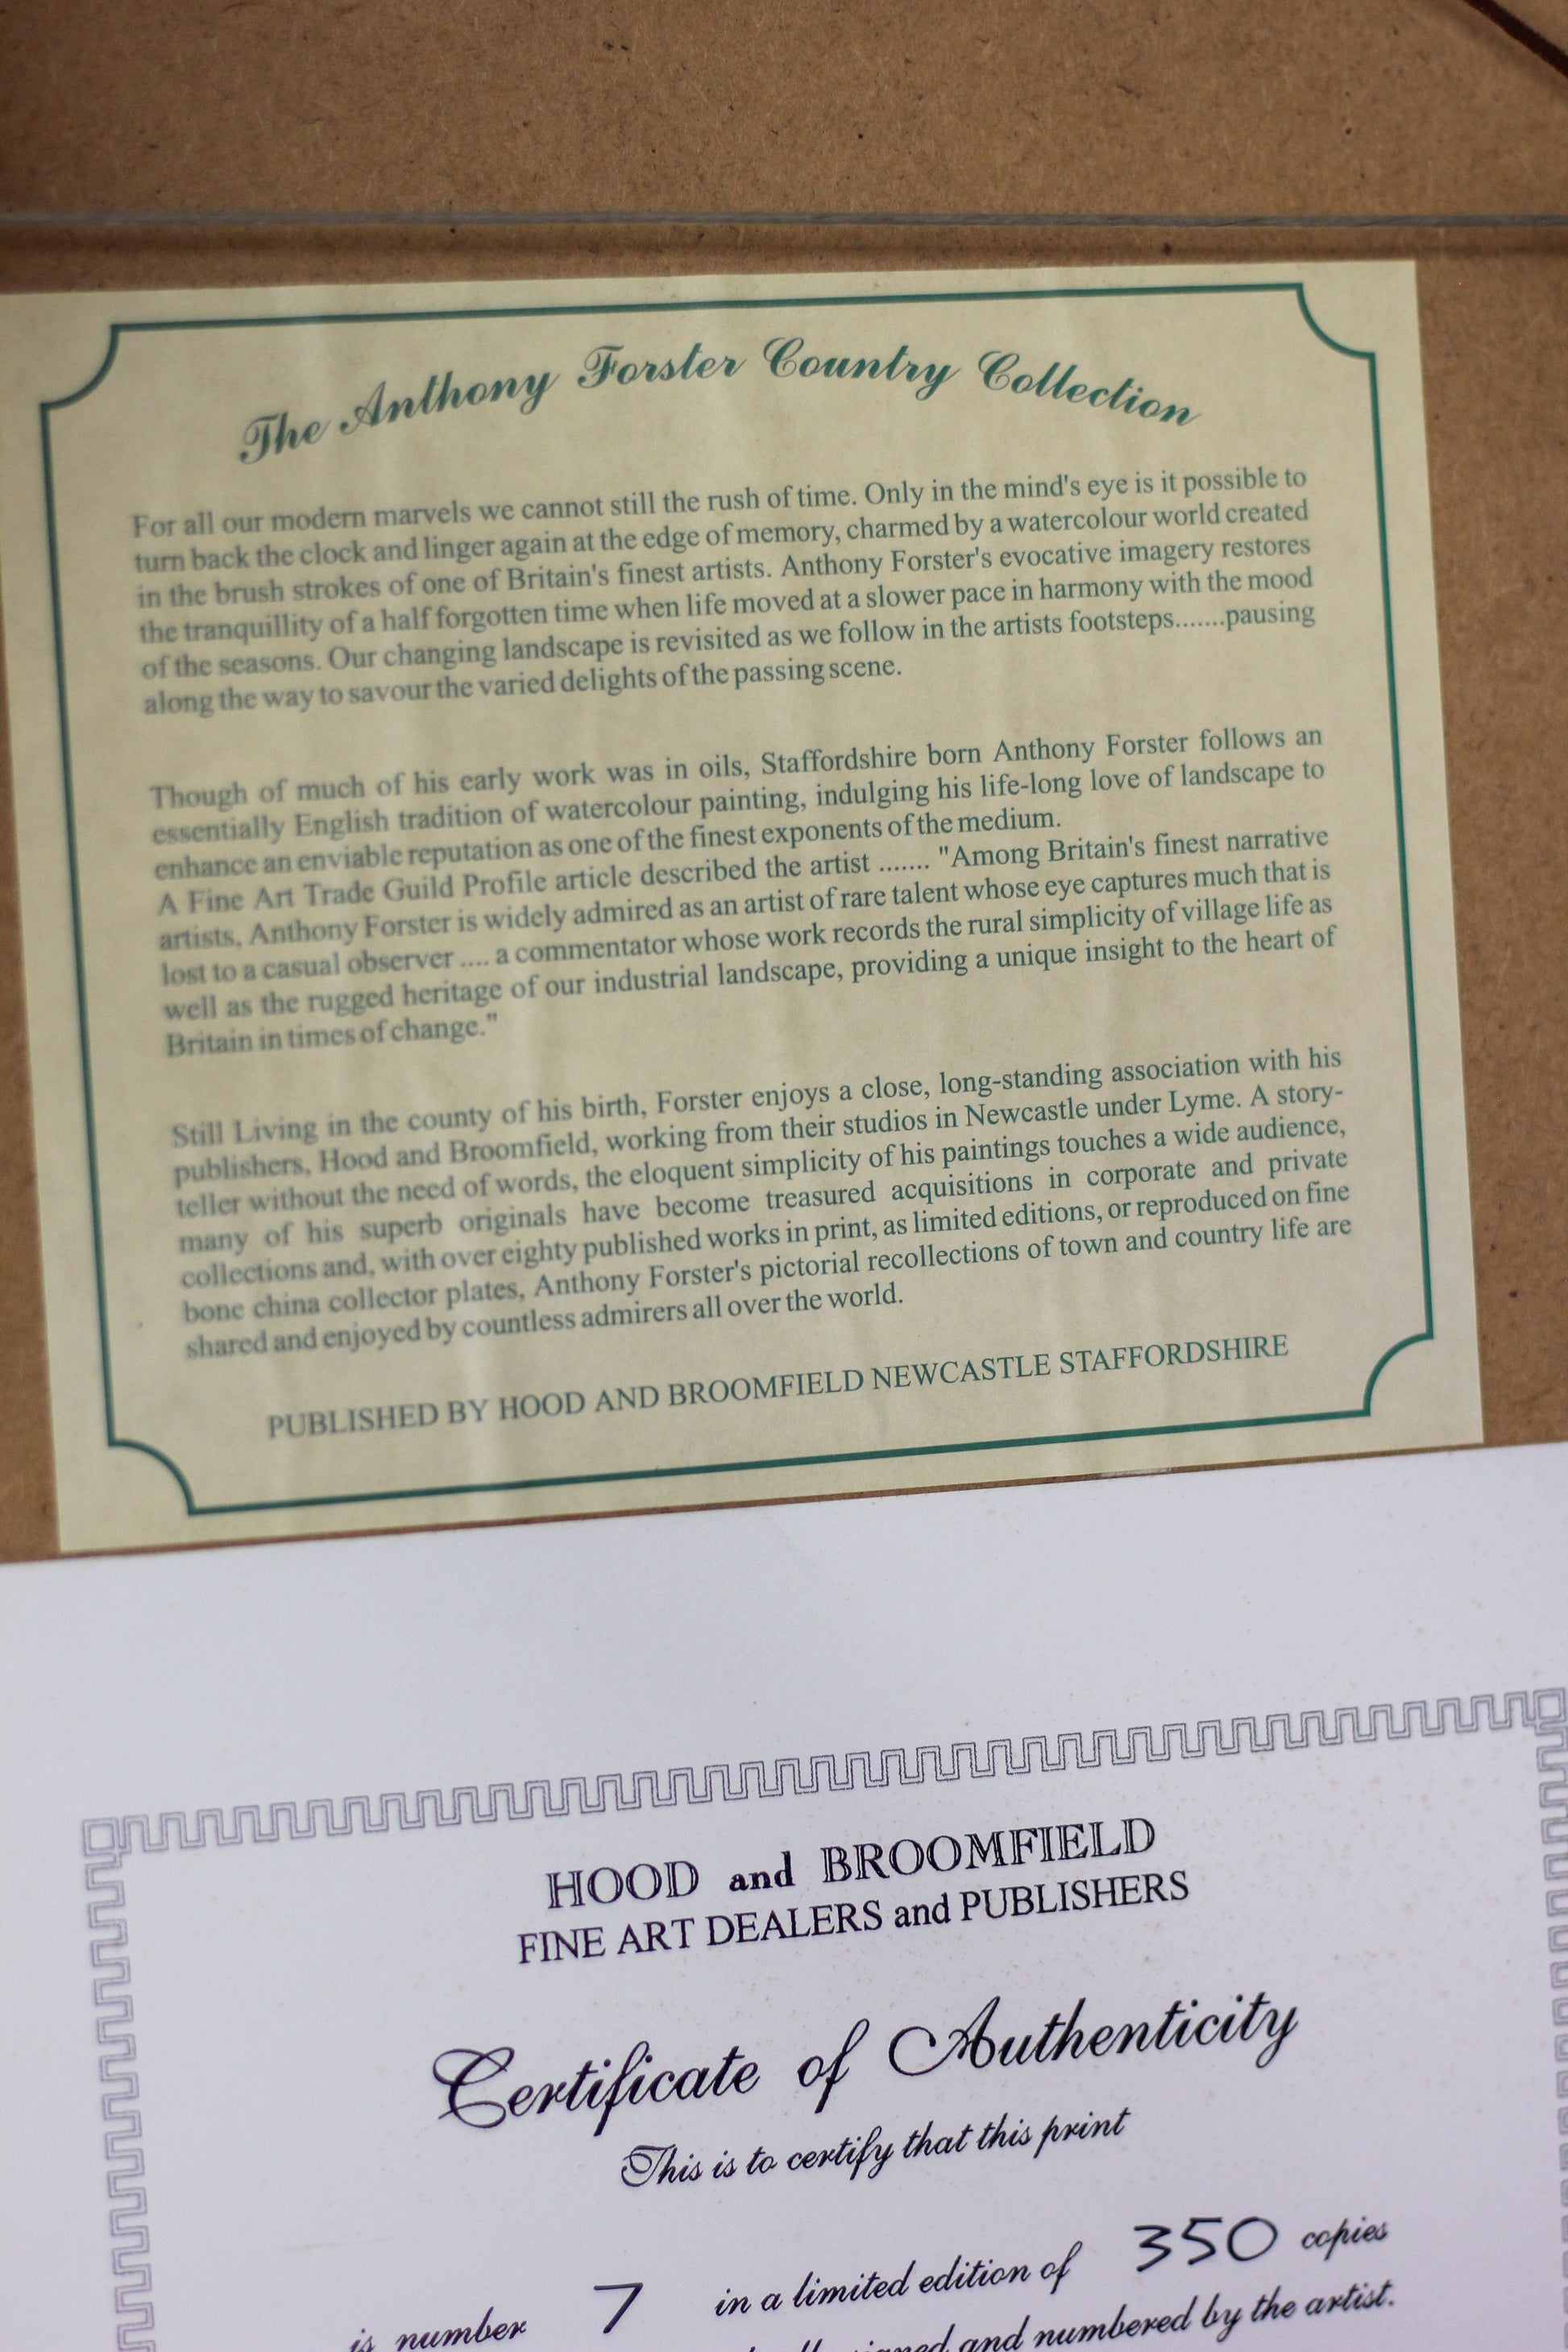 The Anthony Forster Country Collection
For all our modern marvels we cannot still the rush of time. Only in the mind's eye is it possible to
turn back the clock and linger again at the edge of memory, charmed by a watercolour world created
in the brush strokes of one of Britain's finest artists. Anthony Forster's evocative imagery restores
the tranquillity of a half forgotten time when life moved at a slower pace in harmony with the mood
of the seasons. Our changing landscape is revisited as we follow in the artists footsteps.......pausing
along the way to savour the varied delights of the passing scene.
Though of much of his early work was in oils, Staffordshire born Anthony Forster follows an
essentially English tradition of watercolour painting, indulging his life-long love of landscape to
enhance an enviable reputation as one of the finest exponents of the medium.
A Fine Art Trade Guild Profile article described the artist ....... "Among Britain's finest narrative
artists, Anthony Forster is widely admired as an artist of rare talent whose eye captures much that is
lost to a casual observer .... a commentator whose work records the rural simplicity of village life as
well as the rugged heritage of our industrial landscape, providing a unique insight to the heart of
Britain in times of change."
Still Living in the county of his birth, Forster enjoys a close, long-standing association with his
publishers, Hood and Broomfield, working from their studios in Newcastle under Lyme. A story-
teller without the need of words, the eloquent simplicity of his paintings touches a wide audience,
many of his superb originals have become treasured acquisitions in corporate and private
collections and, with over eighty published works in print, as limited editions, or reproduced on fine
bone china collector plates, Anthony Forster's pictorial recollections of town and country life are
shared and enjoyed by countless admirers all over the world.
PUBLISHED BY HOOD AND BROOMFIELD NEWCASTLE STAFFORDSHIRE
HOOD and BROOMFIELD
FINE ART DEALERS and PUBLISHERS
Certificate of Authenticity
This is to certify that this print
is number 7 in a limited edition of 350 copies
and numbered by the artist.